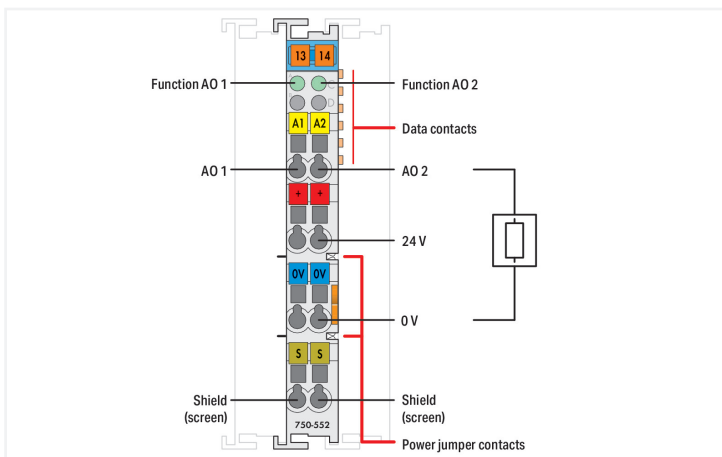 13 14
Function AO 1
C
Function AO 2
D
Data contacts
A1 A2
AO 1
AO 2
+ +
24 V
0V 0V
0 V
S S
Shield
(screen)
Shield
(screen)
750-552
Power jumper contacts